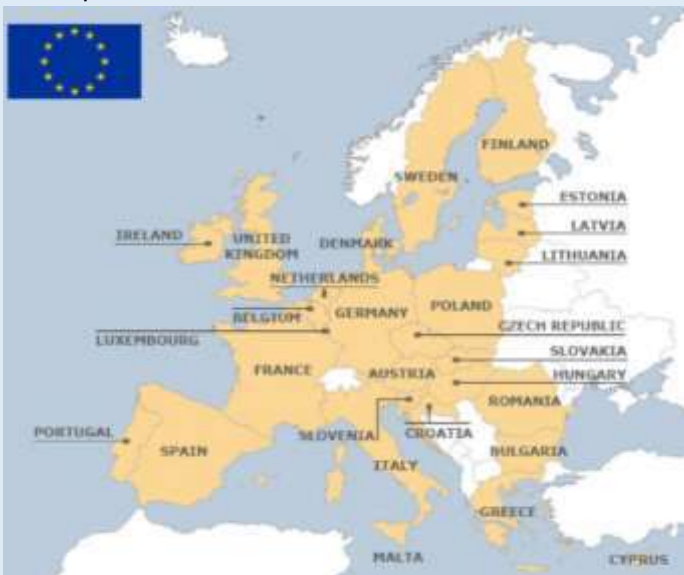 FINLAND
SWEDEN
ESTONIA
LATVIA
IRELAND
UNITED
KINGDOM
DENMARK
LITHUANIA
NETHERLANDS
BELGIUM
GERMANY
POLAND
LUXEMBOURG
CZECH REPUBLIC
SLOVAKIA
FRANCE
AUSTRIA
HUNGARY
ROMANIA
PORTUGAL
SPAIN
SLOVENIA
CROATIA
ITALY
BULGARIA
GREECE
MALTA
CYPRUS